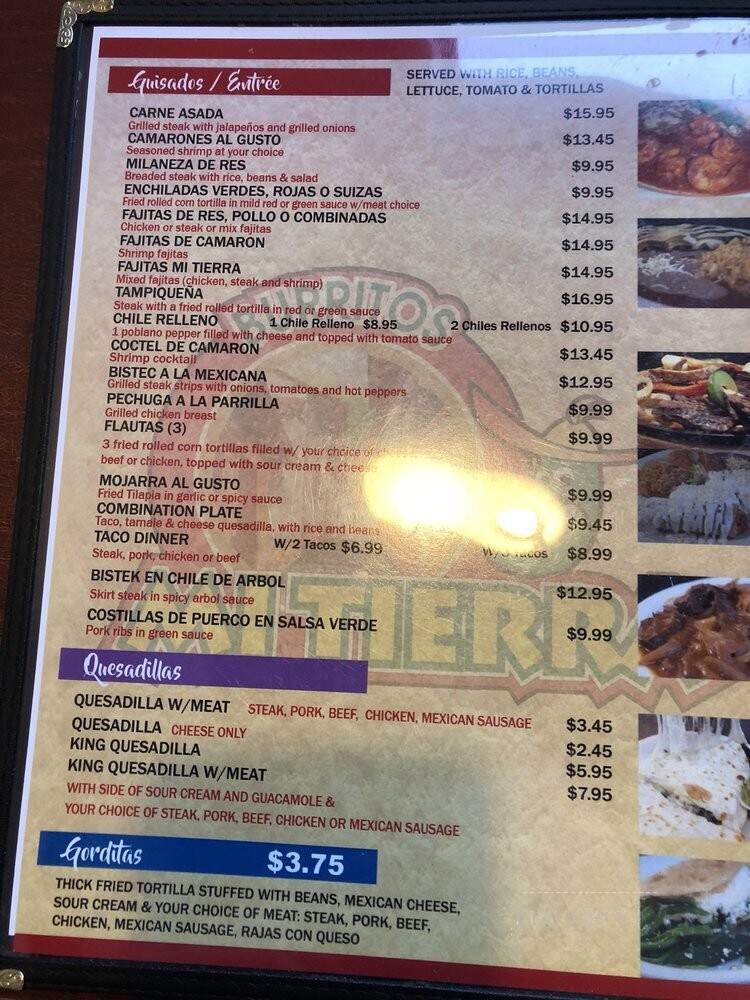 Guisados / Entrée
SERVED WITH RICE, BEANS,
LETTUCE, TOMATO & TORTILLAS
CARNE ASADA $15.95
Grilled steak with jalapeños and grilled onions
CAMARONES AL GUSTO $13.45
Seasoned shrimp at your choice
MILANEZA DE RES $9.95
Breaded steak with rice, beans & salad
ENCHILADAS VERDES, ROJAS O SUIZAS $9.95
Fried rolled corn tortilla in mild red or green sauce w/meat choice
FAJITAS DE RES, POLLO O COMBINADAS $14.95
Chicken or steak or mix fajitas
FAJITAS DE CAMARON $14.95
Shrimp fajitas
FAJITAS MI TIERRA $14.95
Mixed fajitas (chicken, steak and shrimp)
TAMPIQUEÑA $16.95
Steak with a fried rolled tortilla in red or green sauce
CHILE RELLENO 1 Chile Relleno $8.95 2 Chiles Rellenos $10.95
1 poblano pepper filled with cheese and topped with tomato sauce
COCTEL DE CAMARON $13.45
Shrimp cocktail
BISTEC A LA MEXICANA $12.95
Grilled steak strips with onions, tomatoes and hot peppers
PECHUGA A LA PARRILLA $9.99
Grilled chicken breast
FLAUTAS (3) $9.99
3 fried rolled corn tortillas filled w/ your choice of
beef or chicken, topped with sour cream & cheese
MOJARRA AL GUSTO $9.99
Fried Tilapia in garlic or spicy sauce
COMBINATION PLATE $9.45
Taco, tamale & cheese quesadilla, with rice and beans
TACO DINNER W/2 Tacos $6.99 W/3 Tacos $8.99
Steak, pork, chicken or beef
BISTEK EN CHILE DE ARBOL $12.95
Skirt steak in spicy arbol sauce
COSTILLAS DE PUERCO EN SALSA VERDE $9.99
Pork ribs in green sauce
BURRITOS
MI TIERRA
Quesadillas
QUESADILLA W/MEAT STEAK, PORK, BEEF, CHICKEN, MEXICAN SAUSAGE $3.45
QUESADILLA CHEESE ONLY $2.45
KING QUESADILLA $5.95
KING QUESADILLA W/MEAT $7.95
WITH SIDE OF SOUR CREAM AND GUACAMOLE &
YOUR CHOICE OF STEAK, PORK, BEEF, CHICKEN OR MEXICAN SAUSAGE
Gorditas $3.75
THICK FRIED TORTILLA STUFFED WITH BEANS, MEXICAN CHEESE,
SOUR CREAM & YOUR CHOICE OF MEAT: STEAK, PORK, BEEF,
CHICKEN, MEXICAN SAUSAGE, RAJAS CON QUESO